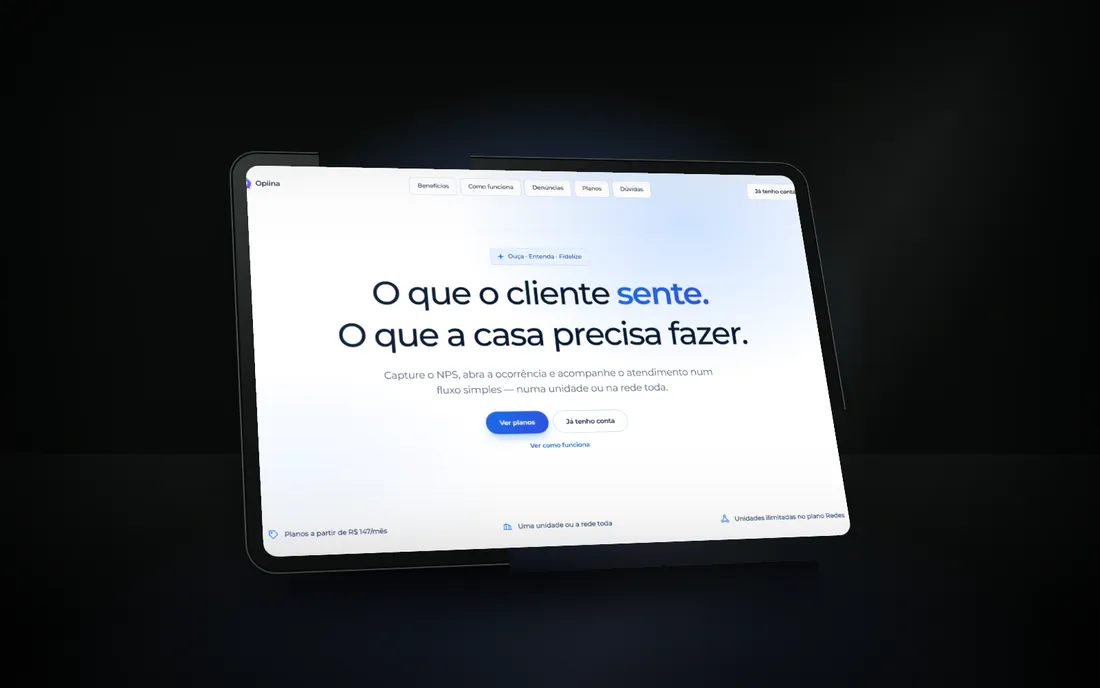 Opiina
Benefícios
Como funciona
Denúncias
Planos
Dúvidas
Já tenho conta
Ouça · Entenda · Fidelize
O que o cliente sente.
O que a casa precisa fazer.
Capture o NPS, abra a ocorrência e acompanhe o atendimento num
fluxo simples — numa unidade ou na rede toda.
Ver planos
Já tenho conta
Ver como funciona
Planos a partir de R$ 147/mês
Uma unidade ou a rede toda
Unidades ilimitadas no plano Redes